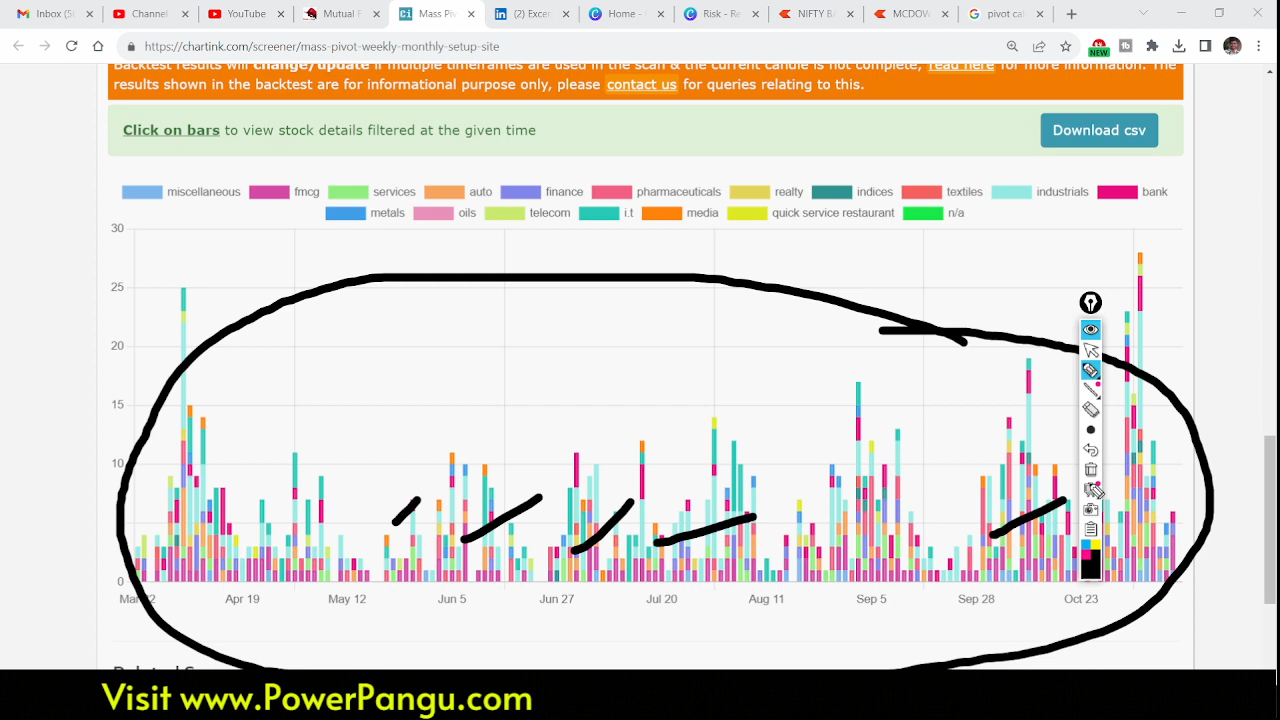 Inbox (5
Channel
YouTube
Mutual F
Mass Piv
(2) Exce
Home -
Risk - Re
NIFTY BA
MCDOW
pivot ca
https://chartink.com/screener/mass-pivot-weekly-monthly-setup-site
NEW
Backtest results will change/update if multiple timeframes are used in the scan & the current candle is not complete, read here for more information. The
results shown in the backtest are for informational purpose only, please contact us for queries relating to this.
Click on bars to view stock details filtered at the given time
Download csv
miscellaneous fmcg services auto finance pharmaceuticals realty indices textiles industrials bank
metals oils telecom i.t media quick service restaurant n/a
30
25
20
15
10
0
Apr 19 May 12 Jun 5 Jun 27 Jul 20 Aug 11 Sep 5 Sep 28 Oct 23
Visit www.PowerPangu.com